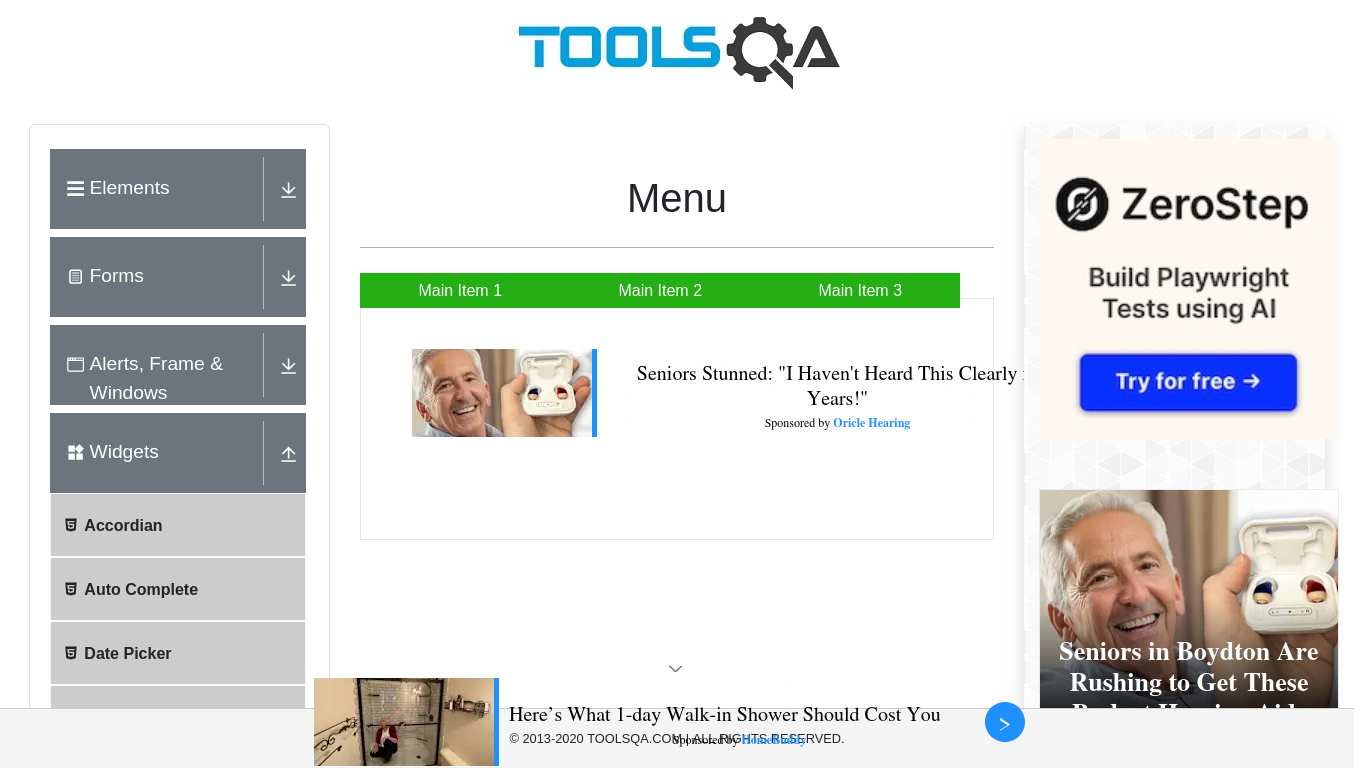 TOOLSQA
Elements
Forms
Alerts, Frame &
Windows
Widgets
Accordian
Auto Complete
Date Picker
Menu
Main Item 1
Main Item 2
Main Item 3
Seniors Stunned: "I Haven't Heard This Clearly
Years!"
Sponsored by Oricle Hearing
ZeroStep
Build Playwright
Tests using AI
Try for free →
Seniors in Boydton Are
Rushing to Get These
Here's What 1-day Walk-in Shower Should Cost You
© 2013-2020 TOOLSQA.COM | ALL RIGHTS RESERVED.
Sponsored by HomeBuddy